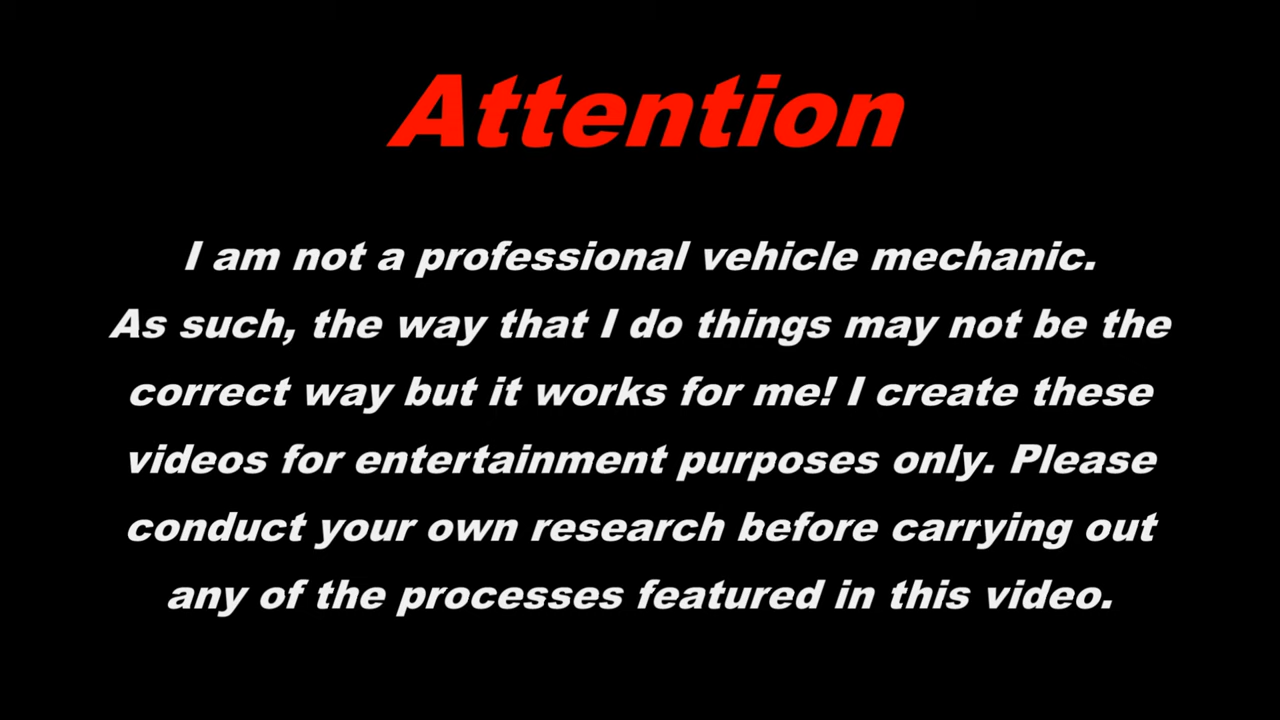 Attention
I am not a professional vehicle mechanic.
As such, the way that I do things may not be the
correct way but it works for me! I create these
videos for entertainment purposes only. Please
conduct your own research before carrying out
any of the processes featured in this video.